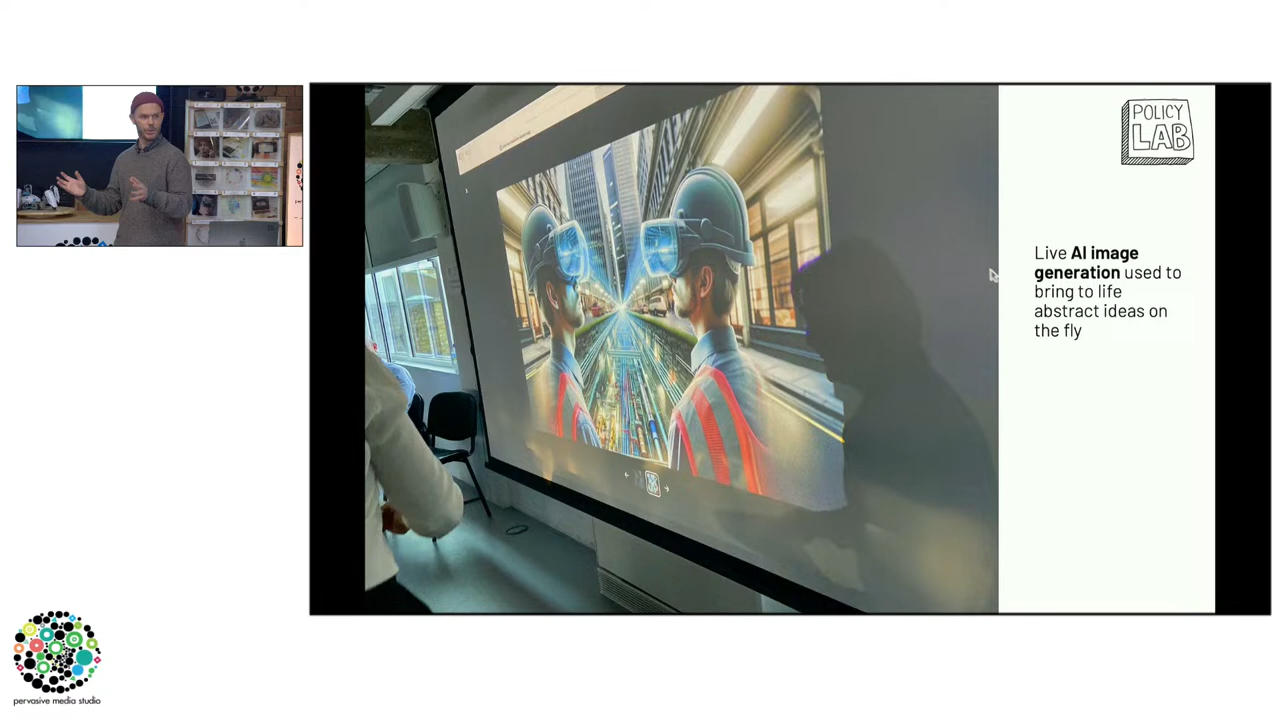 POLICY
LAB
Live AI image
generation used to
bring to life
abstract ideas on
the fly
pervasive media studio